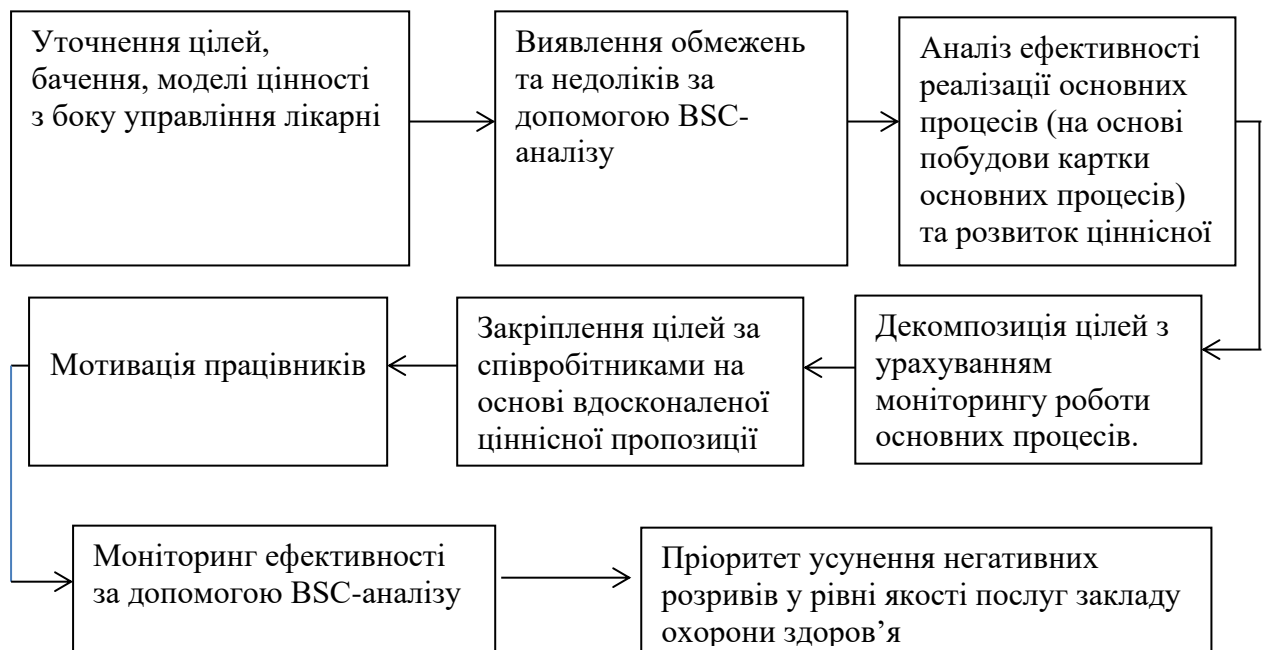 Уточнення цілей,
бачення, моделі цінності
з боку управління лікарні
Виявлення обмежень
та недоліків за
допомогою BSC-
аналізу
Аналіз ефективності
реалізації основних
процесів (на основі
побудови картки
основних процесів)
та розвиток ціннісної
Декомпозиція цілей з
урахуванням
моніторингу роботи
основних процесів.
Закріплення цілей за
співробітниками на
основі вдосконаленої
ціннісної пропозиції
Мотивація працівників
Моніторинг ефективності
за допомогою BSC-аналізу
Пріоритет усунення негативних
розривів у рівні якості послуг закладу
охорони здоров’я